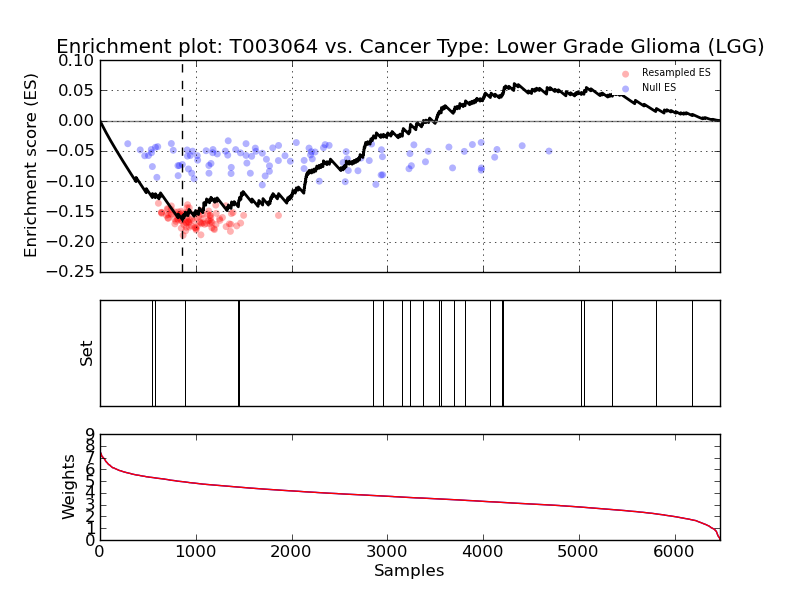 Enrichment plot: T003064 vs. Cancer Type: Lower Grade Glioma (LGG)
Enrichment score (ES)
0.10
0.05
0.00
−0.05
−0.10
−0.15
−0.20
−0.25
Resampled ES
Null ES
Set
Weights
9
8
7
6
5
4
3
2
1
0
0 1000 2000 3000 4000 5000 6000
Samples